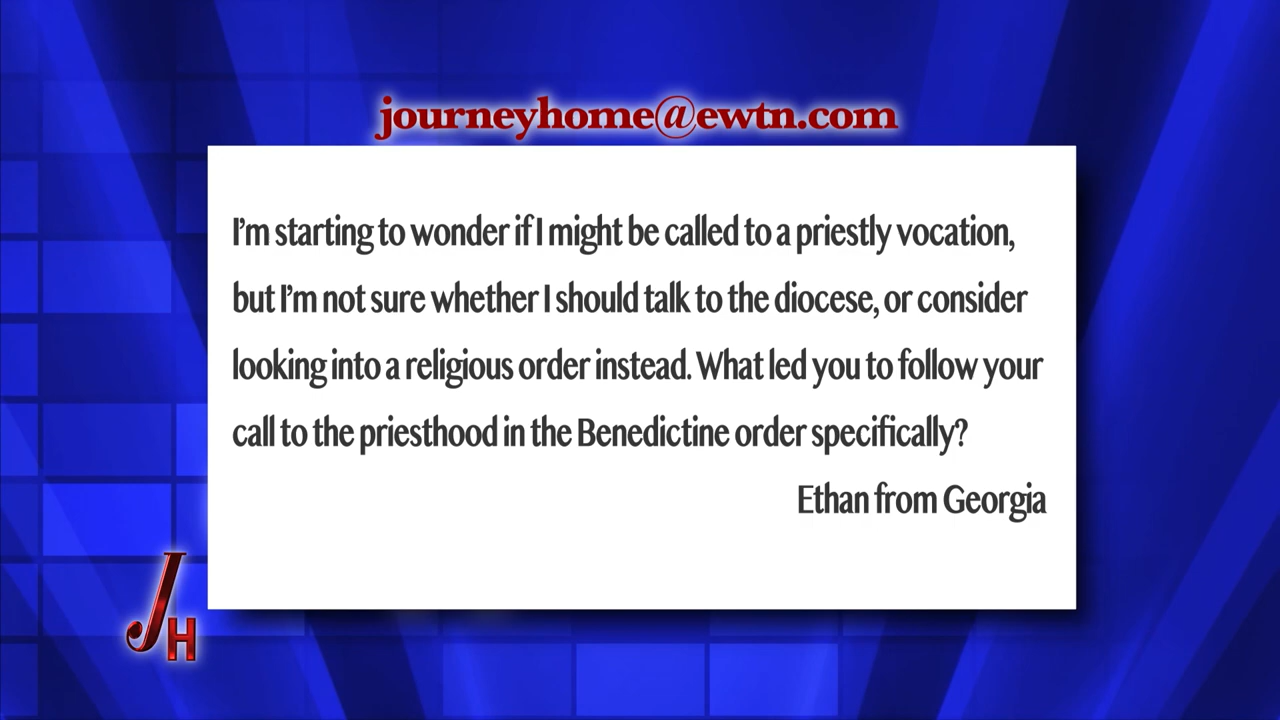 journeyhome@ewtn.com
I'm starting to wonder if I might be called to a priestly vocation,
but I'm not sure whether I should talk to the diocese, or consider
looking into a religious order instead. What led you to follow your
call to the priesthood in the Benedictine order specifically?
Ethan from Georgia
JH